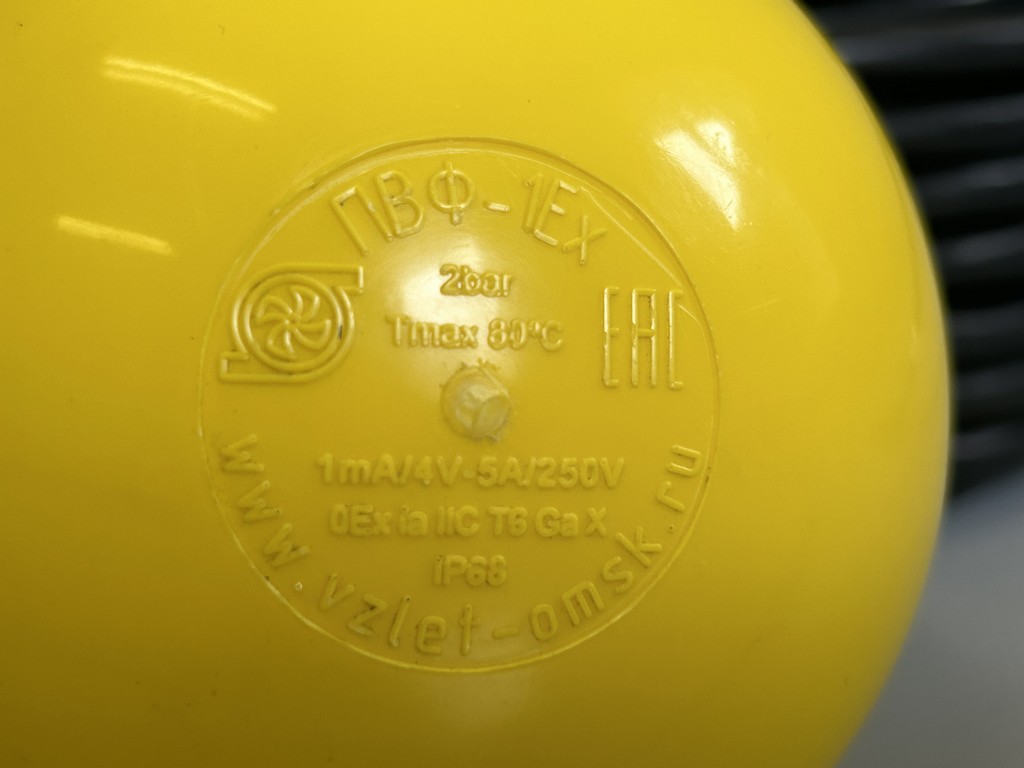 ПВФ-1Ex
2bar
Tmax 80°C
EAC
1mA/4V-5A/250V
0Ex ia IIC T6 Ga X
IP68
www.vzlet-omsk.ru